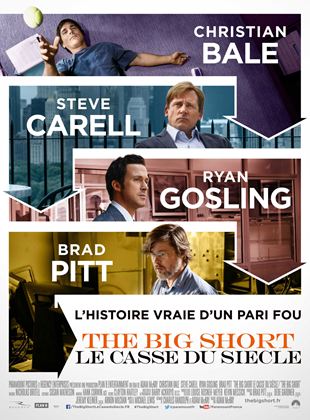 CHRISTIAN
BALE
STEVE
CARELL
RYAN
GOSLING
BRAD
PITT
L'HISTOIRE VRAIE D'UN PARI FOU
THE BIG SHORT
LE CASSE DU SIECLE